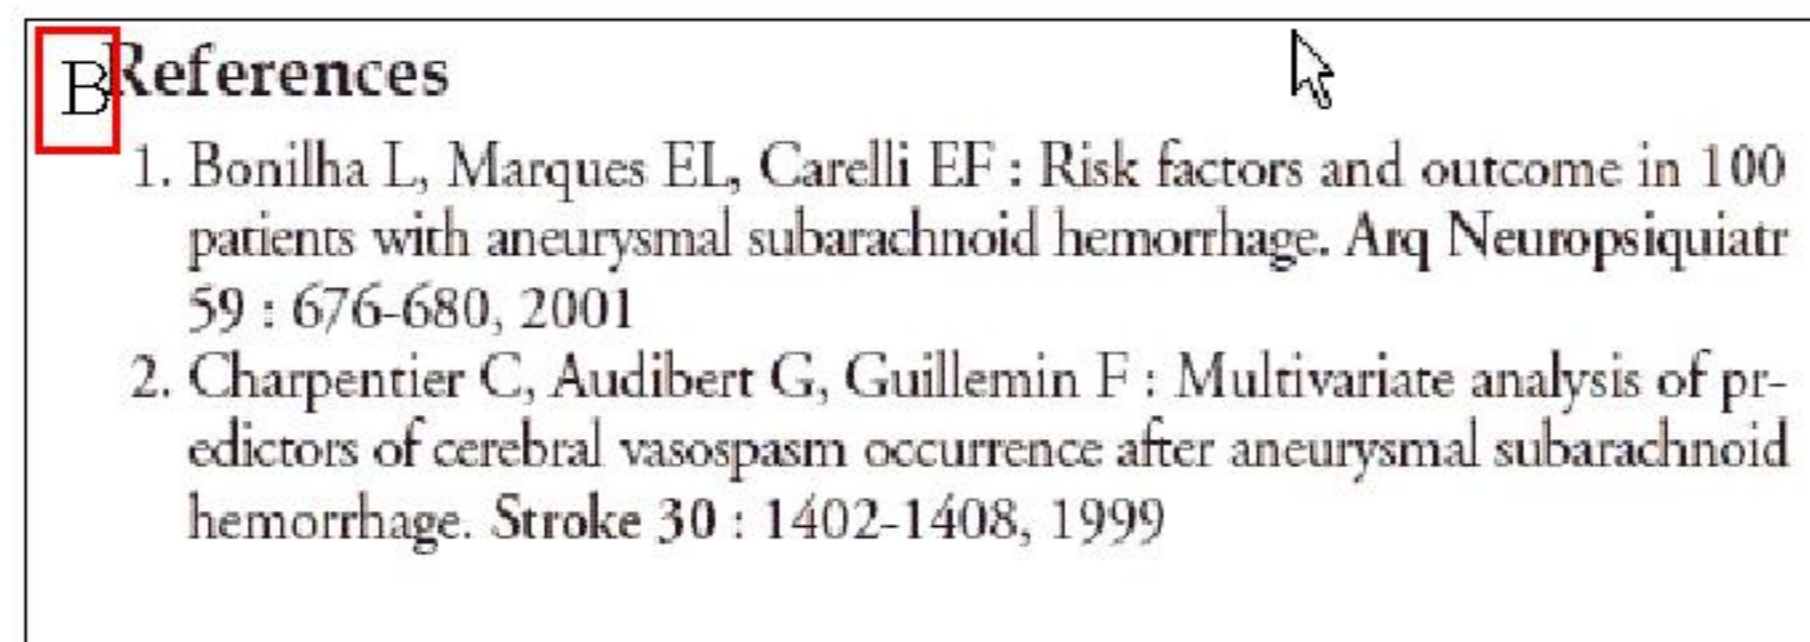 B
References
1. Bonilha L, Marques EL, Carelli EF : Risk factors and outcome in 100
patients with aneurysmal subarachnoid hemorrhage. Arq Neuropsiquiatr
59 : 676-680, 2001
2. Charpentier C, Audibert G, Guillemin F : Multivariate analysis of pr-
edictors of cerebral vasospasm occurrence after aneurysmal subarachnoid
hemorrhage. Stroke 30 : 1402-1408, 1999